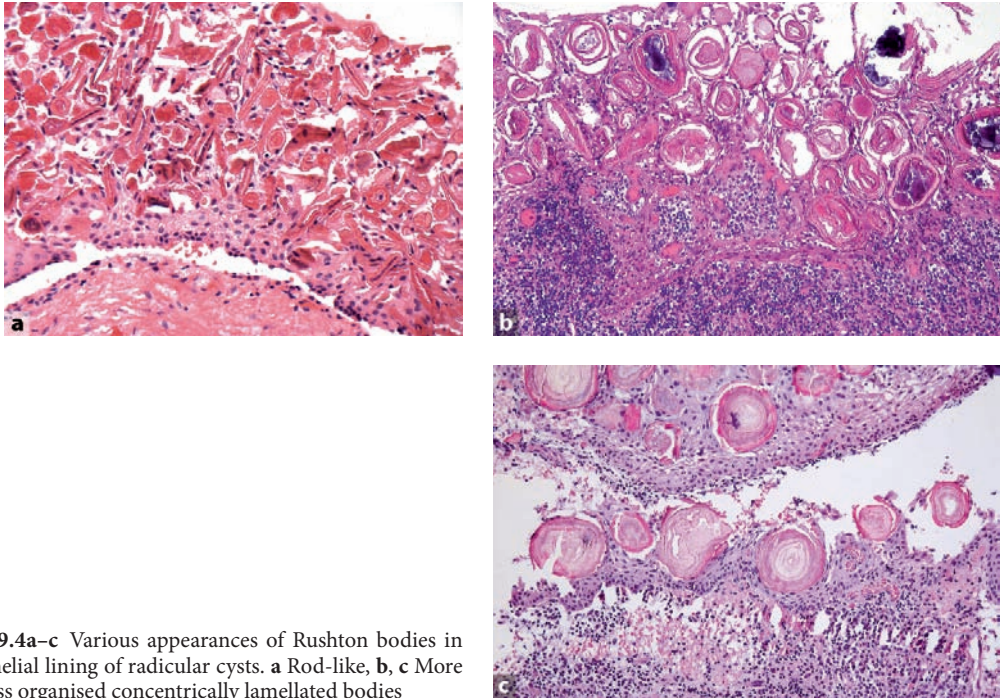 a
b
c
9.4a–c Various appearances of Rushton bodies in
elial lining of radicular cysts. a Rod-like, b, c More
ss organised concentrically lamellated bodies